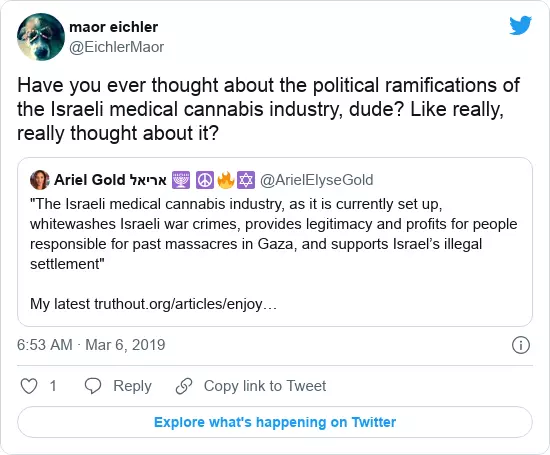 maor eichler
@EichlerMaor
Have you ever thought about the political ramifications of
the Israeli medical cannabis industry, dude? Like really,
really thought about it?
Ariel Gold אריאל 🕎 ☮️🔥✡️ @ArielElyseGold
"The Israeli medical cannabis industry, as it is currently set up,
whitewashes Israeli war crimes, provides legitimacy and profits for people
responsible for past massacres in Gaza, and supports Israel’s illegal
settlement"
My latest truthout.org/articles/enjoy…
6:53 AM · Mar 6, 2019
1 Reply Copy link to Tweet
Explore what's happening on Twitter